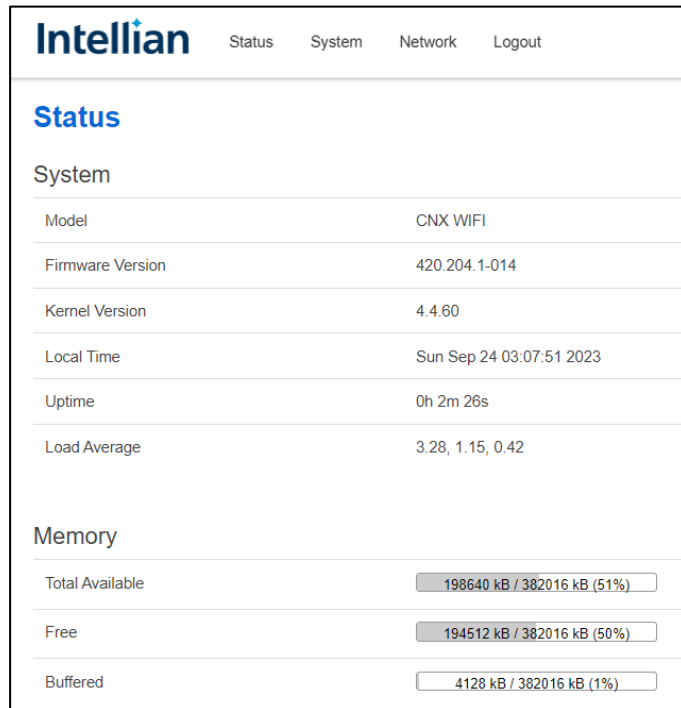 Intellian Status System Network Logout
Status
System
Model CNX WIFI
Firmware Version 420.204.1-014
Kernel Version 4.4.60
Local Time Sun Sep 24 03:07:51 2023
Uptime 0h 2m 26s
Load Average 3.28, 1.15, 0.42
Memory
Total Available 198640 kB / 382016 kB (51%)
Free 194512 kB / 382016 kB (50%)
Buffered 4128 kB / 382016 kB (1%)